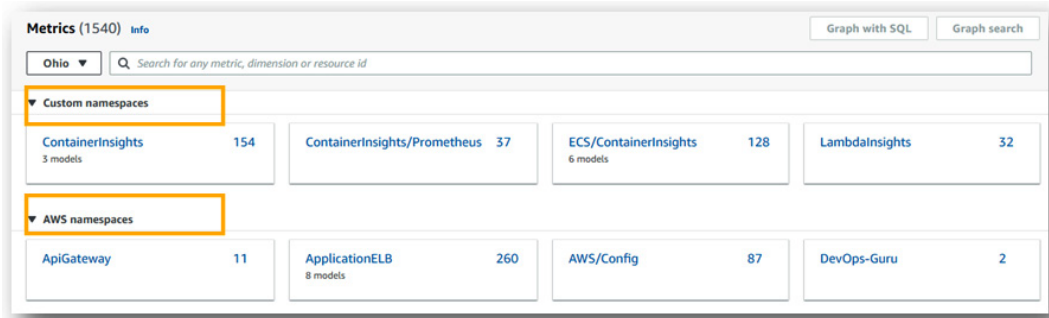 Metrics (1540) Info
Graph with SQL Graph search
Ohio ▼ Search for any metric, dimension or resource id
▼ Custom namespaces
ContainerInsights 154 ContainerInsights/Prometheus 37 ECS/ContainerInsights 128 LambdaInsights 32
3 models 6 models
▼ AWS namespaces
ApiGateway 11 ApplicationELB 260 AWS/Config 87 DevOps-Guru 2
8 models